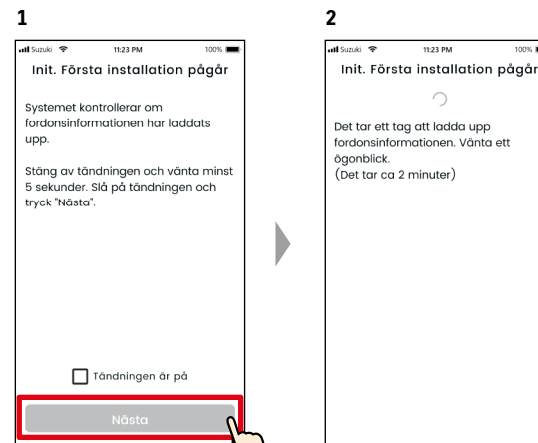 1
Suzuki 11:23 PM 100%
Init. Första installation pågår
Systemet kontrollerar om
fordonsinformationen har laddats
upp.
Stäng av tändningen och vänta minst
5 sekunder. Slå på tändningen och
tryck "Nästa".
Tändningen är på
Nästa
2
Suzuki 11:23 PM 100%
Init. Första installation pågår
Det tar ett tag att ladda upp
fordonsinformationen. Vänta ett
ögonblick.
(Det tar ca 2 minuter)